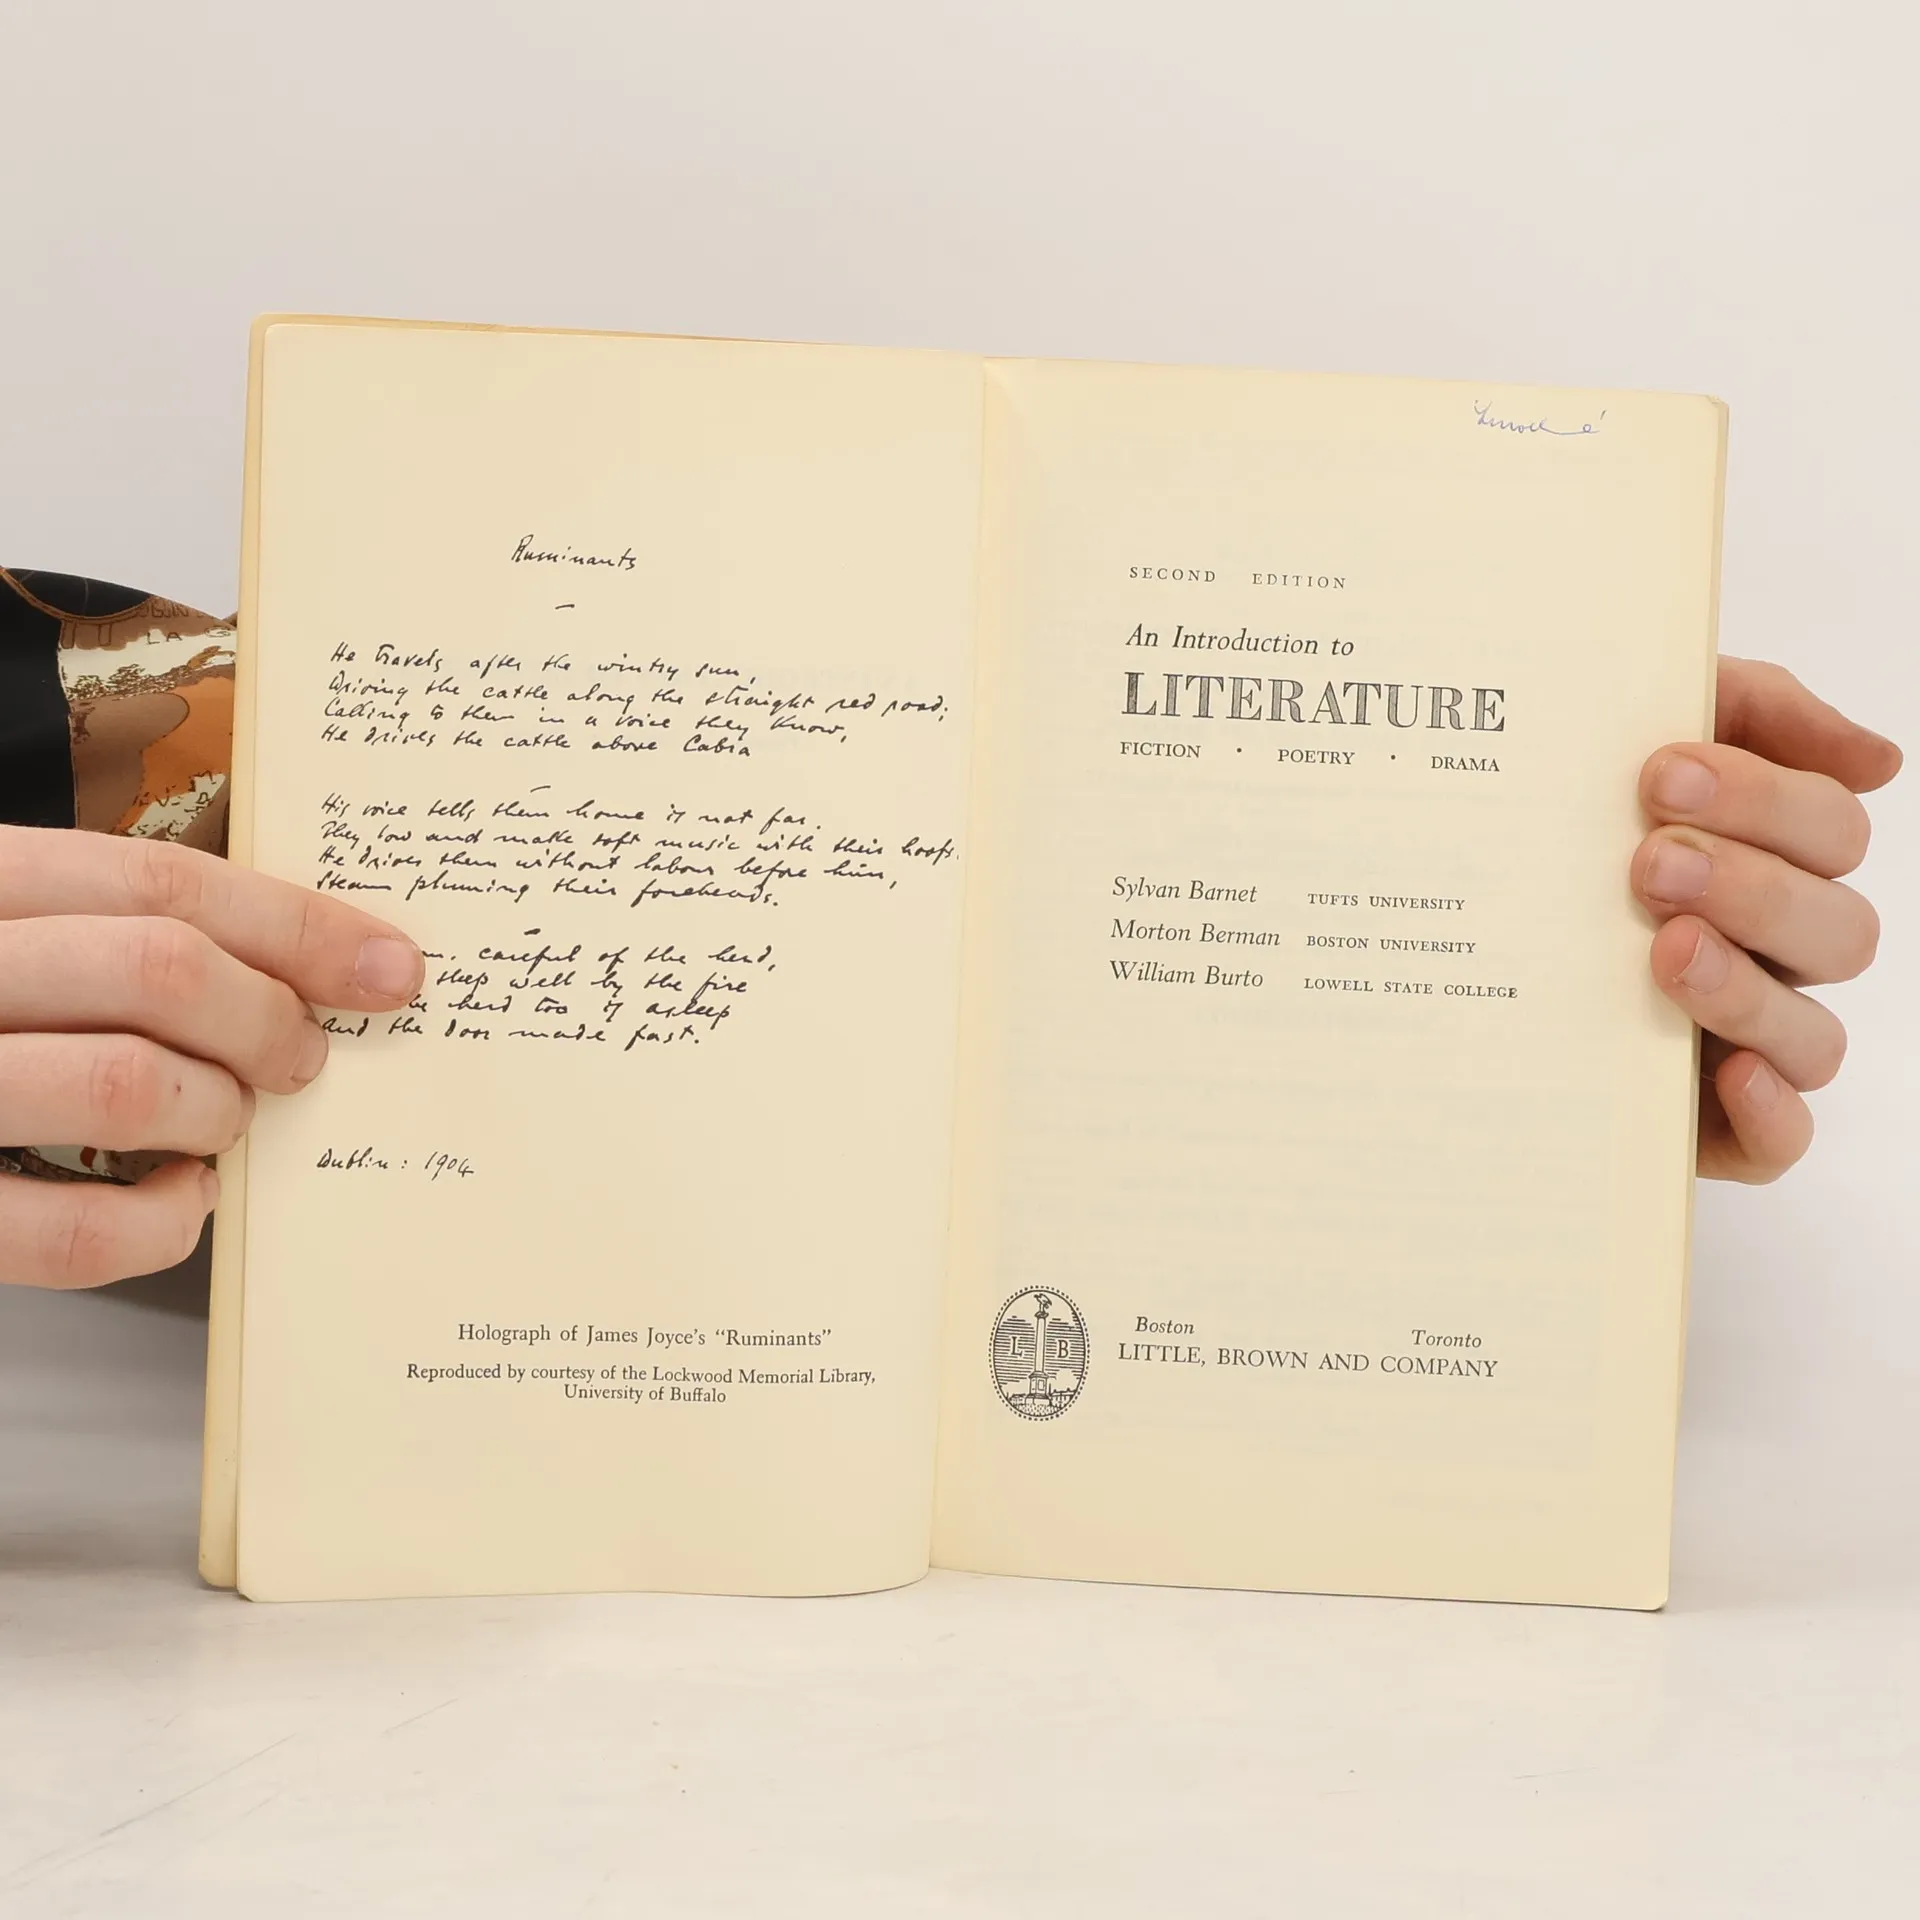 Ruminants
He travels after the wintry sun,
Driving the cattle along the straight red road;
Calling to them in a voice they know,
He drives the cattle above Cabra
His voice tells them home is not far.
They low and make soft music with their hoofs.
He drives them without labour before him,
Steam pluming their foreheads.
careful of the herd,
sleep well by the fire
herd too is asleep
And the door made fast.
Dublin: 1904
Holograph of James Joyce's "Ruminants"
Reproduced by courtesy of the Lockwood Memorial Library,
University of Buffalo
SECOND EDITION
An Introduction to
LITERATURE
FICTION • POETRY • DRAMA
Sylvan Barnet TUFTS UNIVERSITY
Morton Berman BOSTON UNIVERSITY
William Burto LOWELL STATE COLLEGE
L B
Boston Toronto
LITTLE, BROWN AND COMPANY